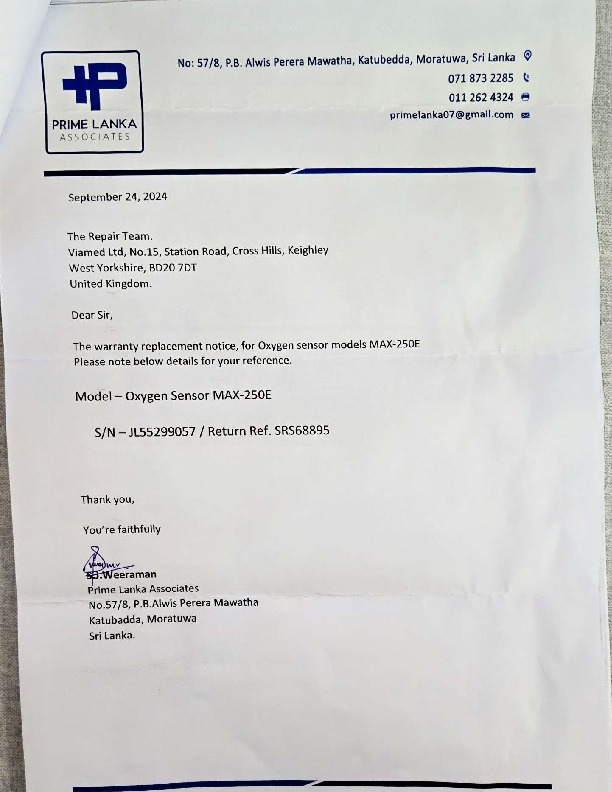 PRIME LANKA
ASSOCIATES
No: 57/8, P.B. Alwis Perera Mawatha, Katubedda, Moratuwa, Sri Lanka
071 873 2285
011 262 4324
primelanka07@gmail.com
September 24, 2024
The Repair Team.
Viamed Ltd, No.15, Station Road, Cross Hills, Keighley
West Yorkshire, BD20 7DT
United Kingdom.
Dear Sir,
The warranty replacement notice, for Oxygen sensor models MAX-250E
Please note below details for your reference.
Model – Oxygen Sensor MAX-250E
S/N – JL55299057 / Return Ref. SRS68895
Thank you,
You're faithfully
Weeraman
Prime Lanka Associates
No.57/8, P.B.Alwis Perera Mawatha
Katubadda, Moratuwa
Sri Lanka.